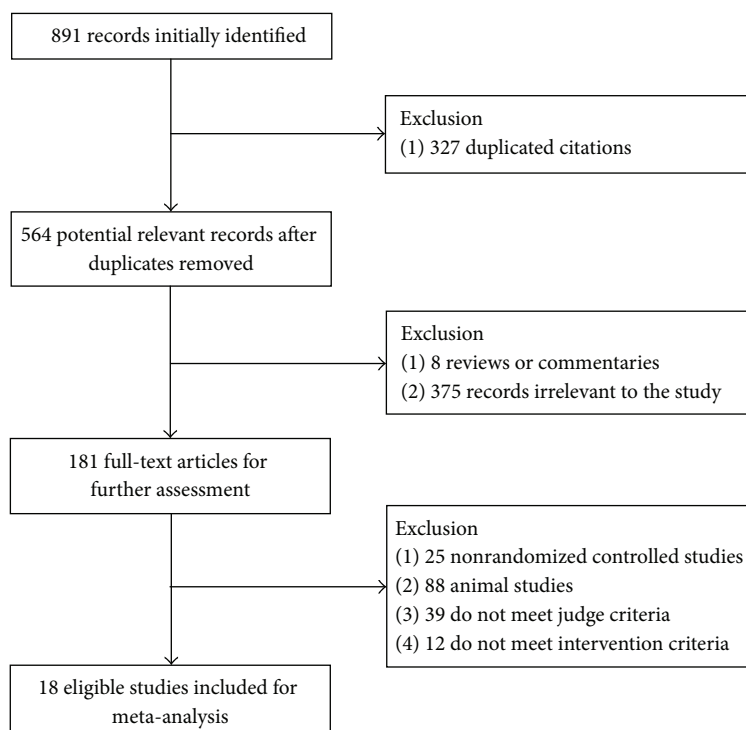 891 records initially identified
Exclusion
(1) 327 duplicated citations
564 potential relevant records after
duplicates removed
Exclusion
(1) 8 reviews or commentaries
(2) 375 records irrelevant to the study
181 full-text articles for
further assessment
Exclusion
(1) 25 nonrandomized controlled studies
(2) 88 animal studies
(3) 39 do not meet judge criteria
(4) 12 do not meet intervention criteria
18 eligible studies included for
meta-analysis